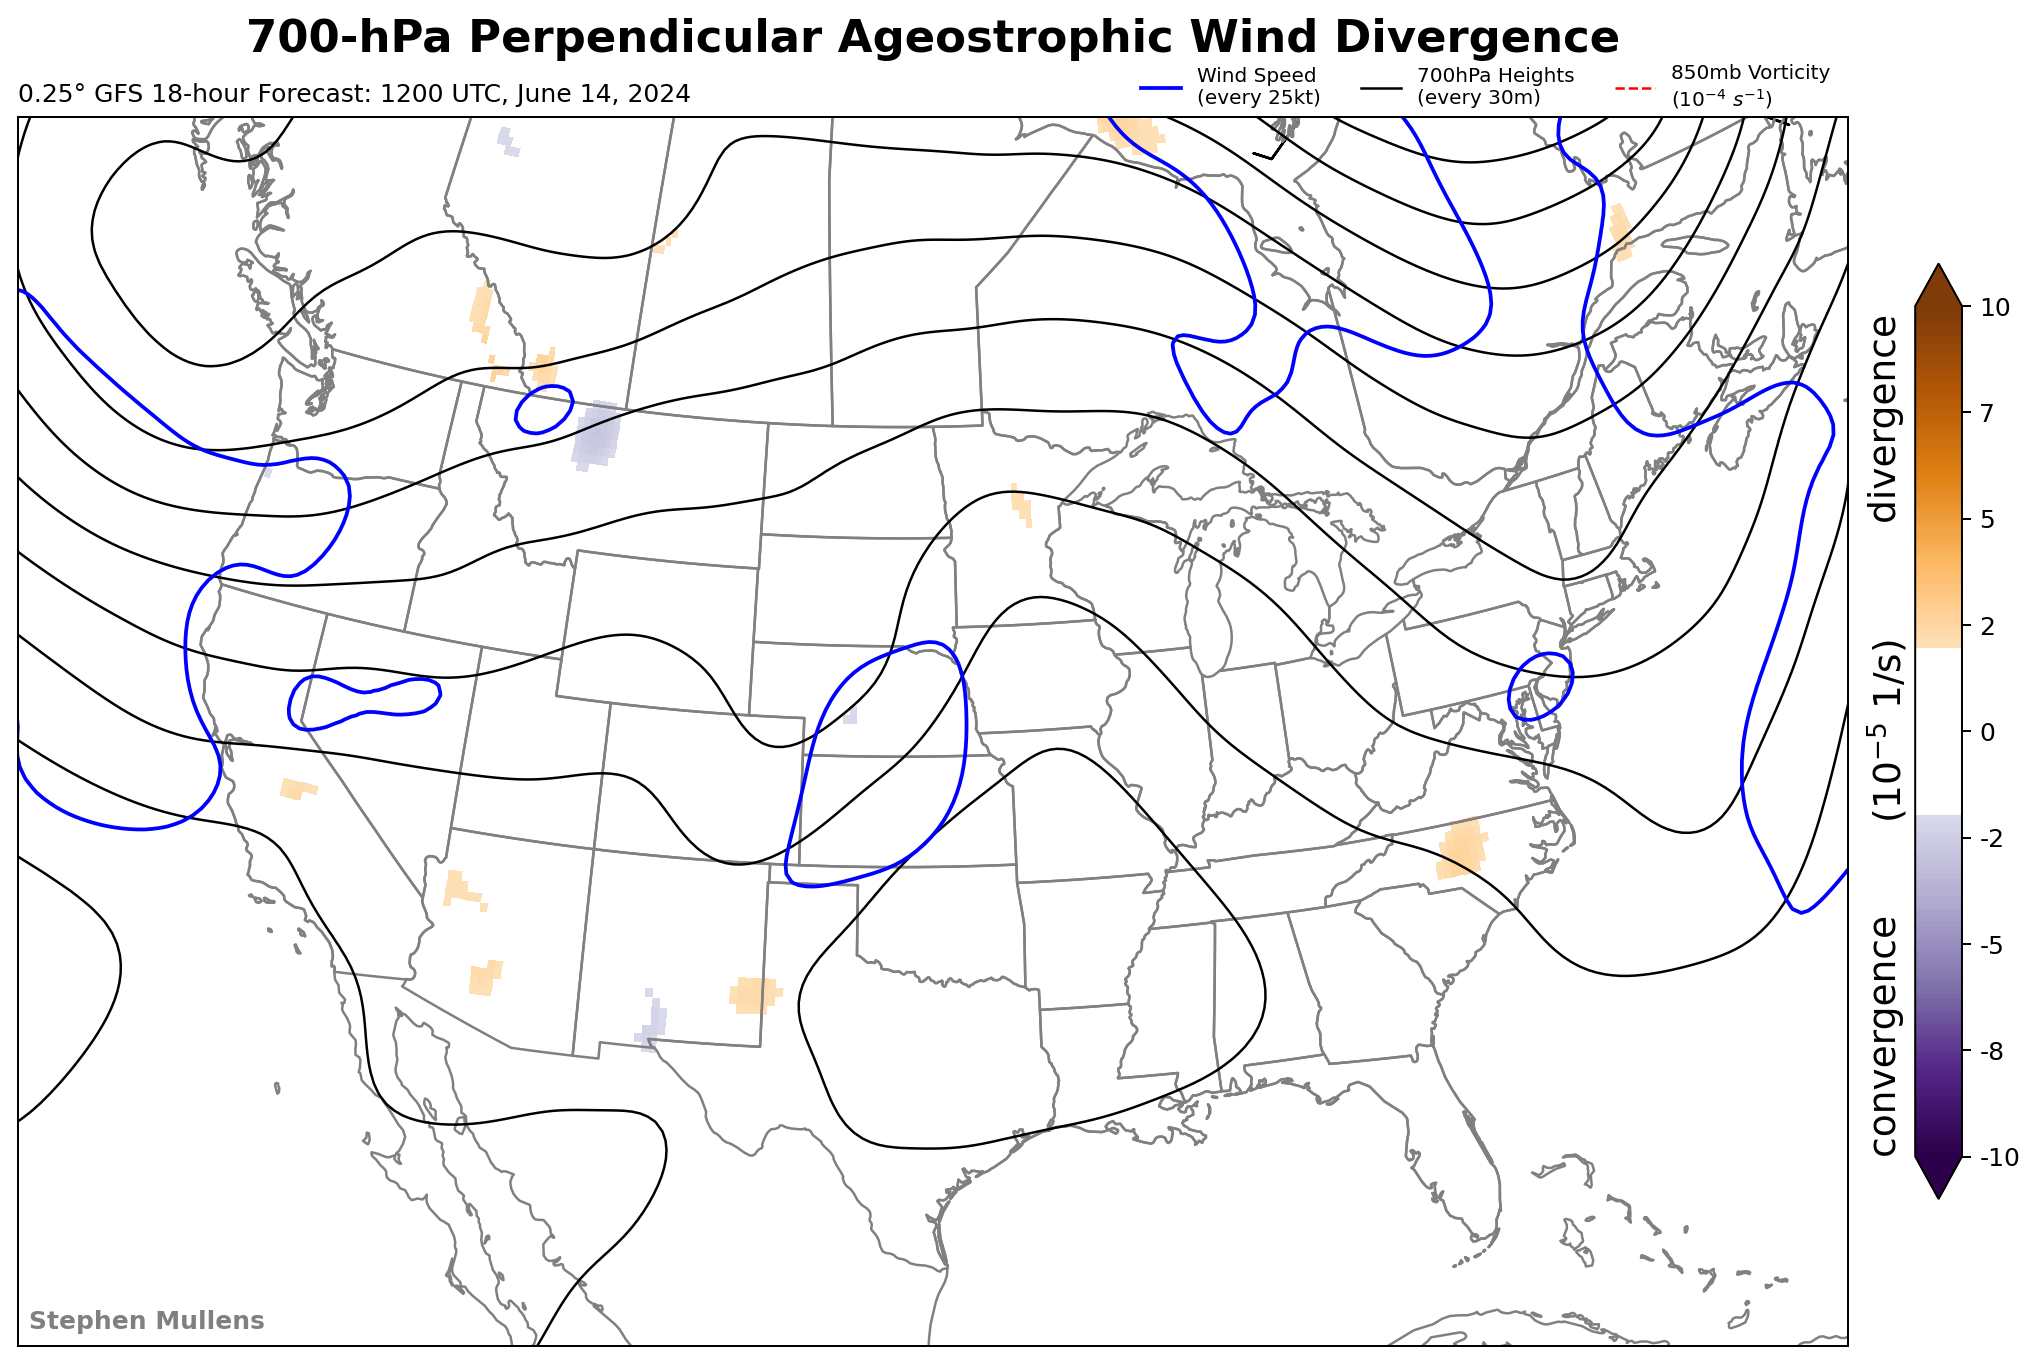 700-hPa Perpendicular Ageostrophic Wind Divergence
0.25° GFS 18-hour Forecast: 1200 UTC, June 14, 2024
Wind Speed
(every 25kt)
700hPa Heights
(every 30m)
850mb Vorticity
(10⁻⁴ s⁻¹)
10
7
5
2
0
-2
-5
-8
-10
convergence (10⁻⁵ 1/s) divergence
Stephen Mullens